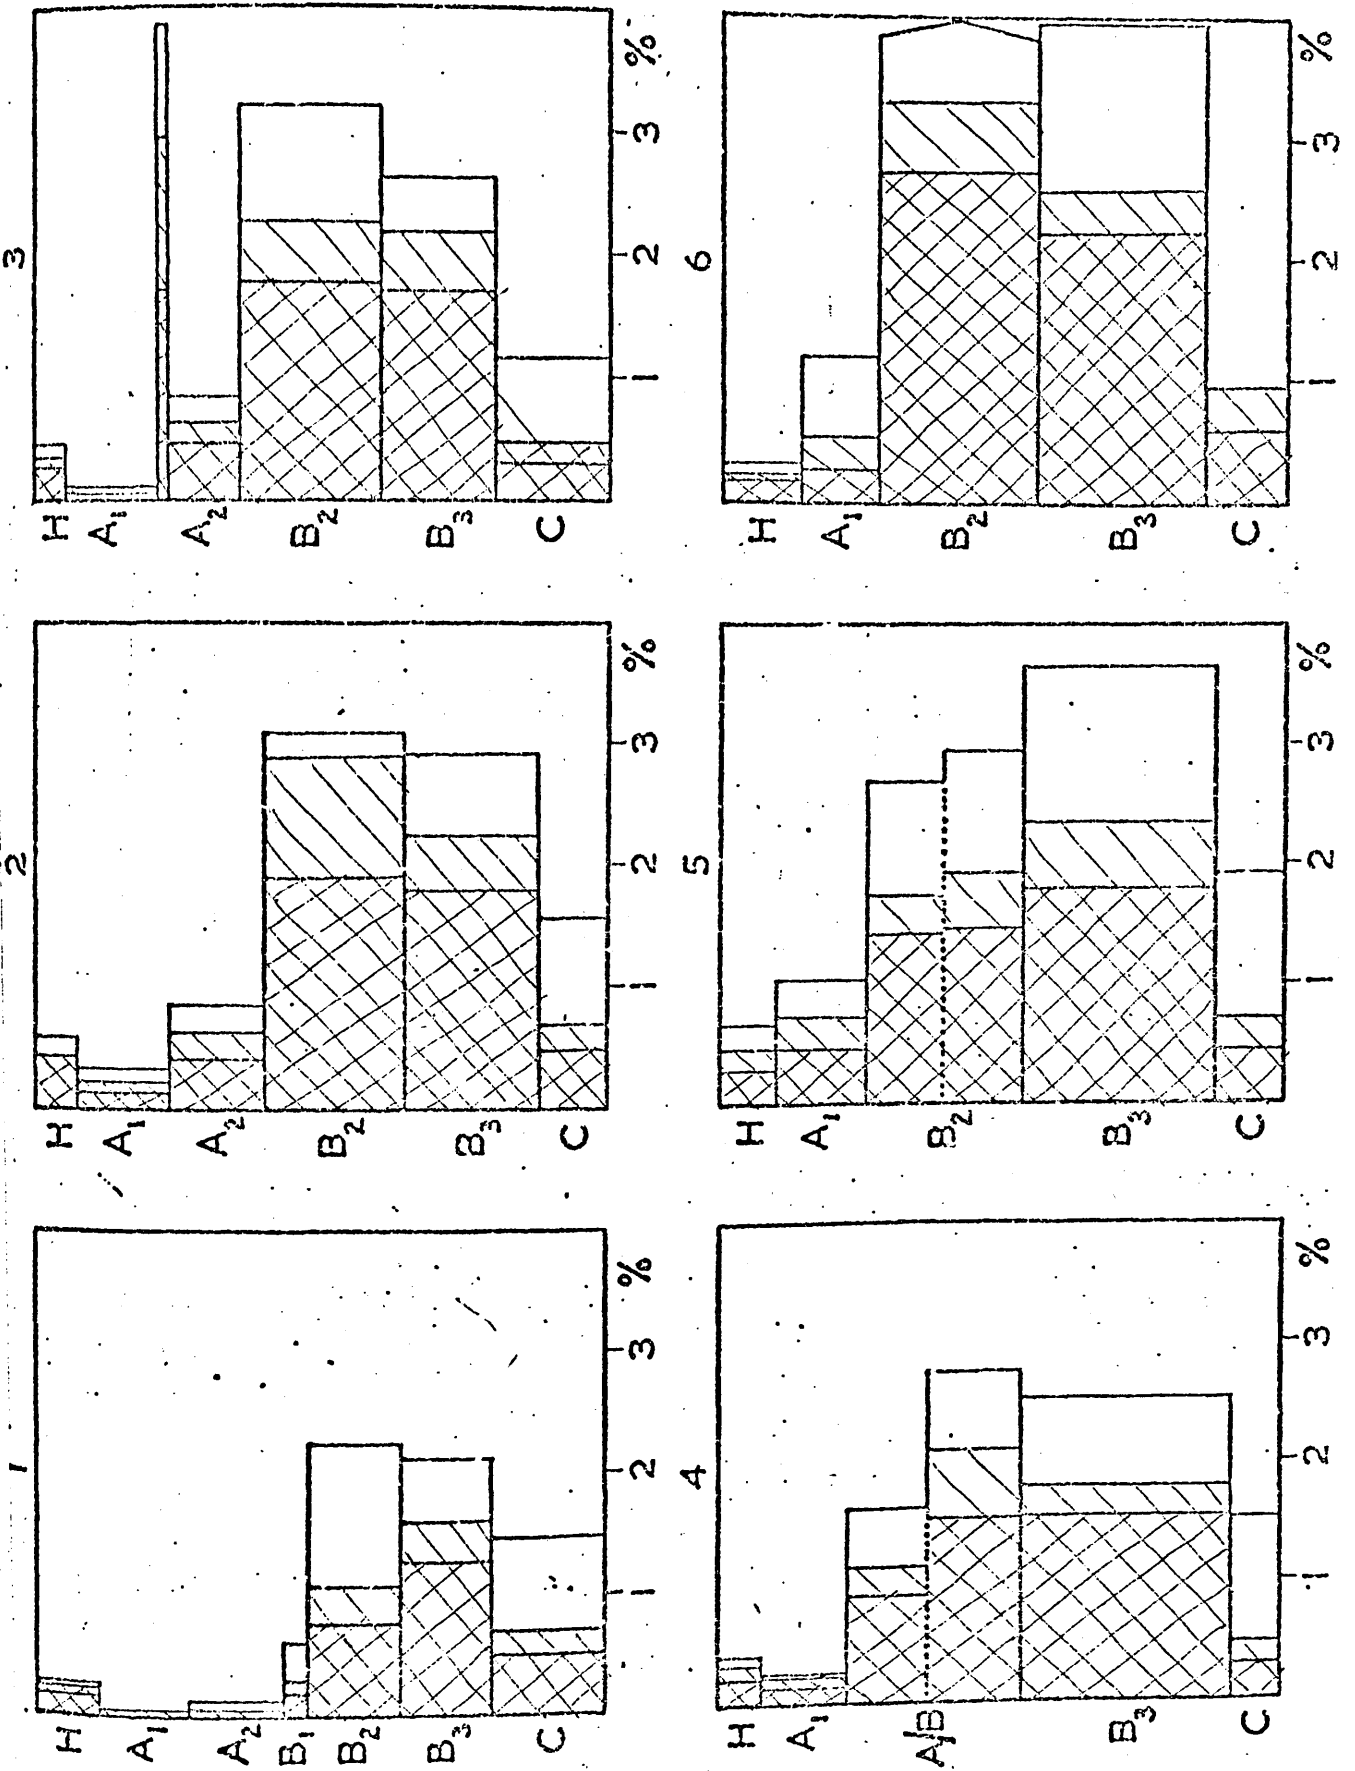 3
H A₁ A₂ B₂ B₃ C
1 2 3 %
6
H A₁ B₂ B₃ C
1 2 3 %
2
H A₁ A₂ B₂ B₃ C
1 2 3 %
5
H A₁ B₂ B₃ C
1 2 3 %
1
H A₁ A₂ B₁ B₂ B₃ C
1 2 3 %
4
H A₁ A/B B₃ C
1 2 3 %